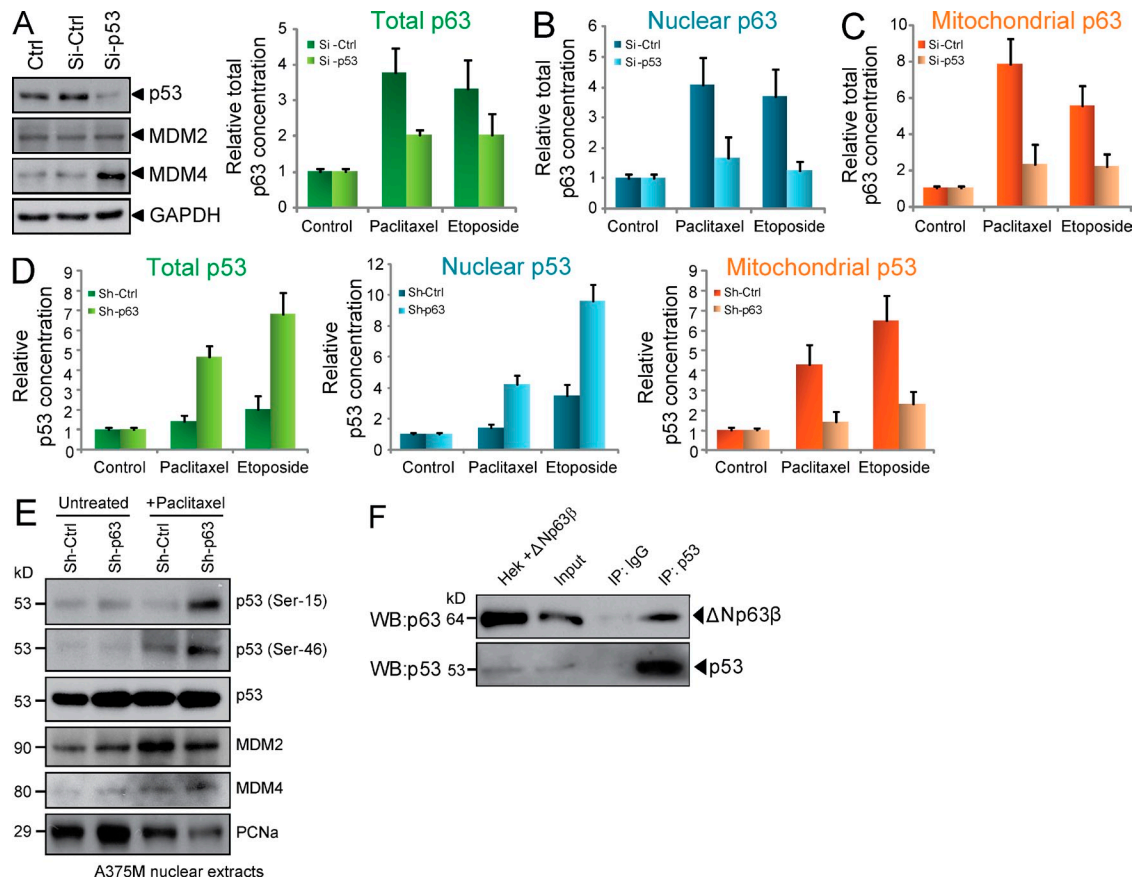 A
Ctrl
Si-Ctrl
Si-p53
p53
MDM2
MDM4
GAPDH
Total p63
Si-Ctrl
Si-p53
Relative total
p63 concentration
5
4
3
2
1
0
Control Paclitaxel Etoposide
B
Nuclear p63
Si-Ctrl
Si-p53
Relative total
p63 concentration
6
5
4
3
2
1
0
Control Paclitaxel Etoposide
C
Mitochondrial p63
Si-Ctrl
Si-p53
Relative total
p63 concentration
10
8
6
4
2
0
Control Paclitaxel Etoposide
D
Total p53
Sh-Ctrl
Sh-p63
Relative
p53 concentration
9
8
7
6
5
4
3
2
1
0
Control Paclitaxel Etoposide
Nuclear p53
Sh-Ctrl
Sh-p63
Relative
p53 concentration
12
10
8
6
4
2
0
Control Paclitaxel Etoposide
Mitochondrial p53
Sh-Ctrl
Sh-p63
Relative
p53 concentration
9
8
7
6
5
4
3
2
1
0
Control Paclitaxel Etoposide
E
Untreated +Paclitaxel
Sh-Ctrl
Sh-p63
Sh-Ctrl
Sh-p63
kD
53 p53 (Ser-15)
53 p53 (Ser-46)
53 p53
90 MDM2
80 MDM4
29 PCNa
A375M nuclear extracts
F
Hek +ΔNp63β
Input
IP: IgG
IP: p53
kD
WB:p63 64 ΔNp63β
WB:p53 53 p53